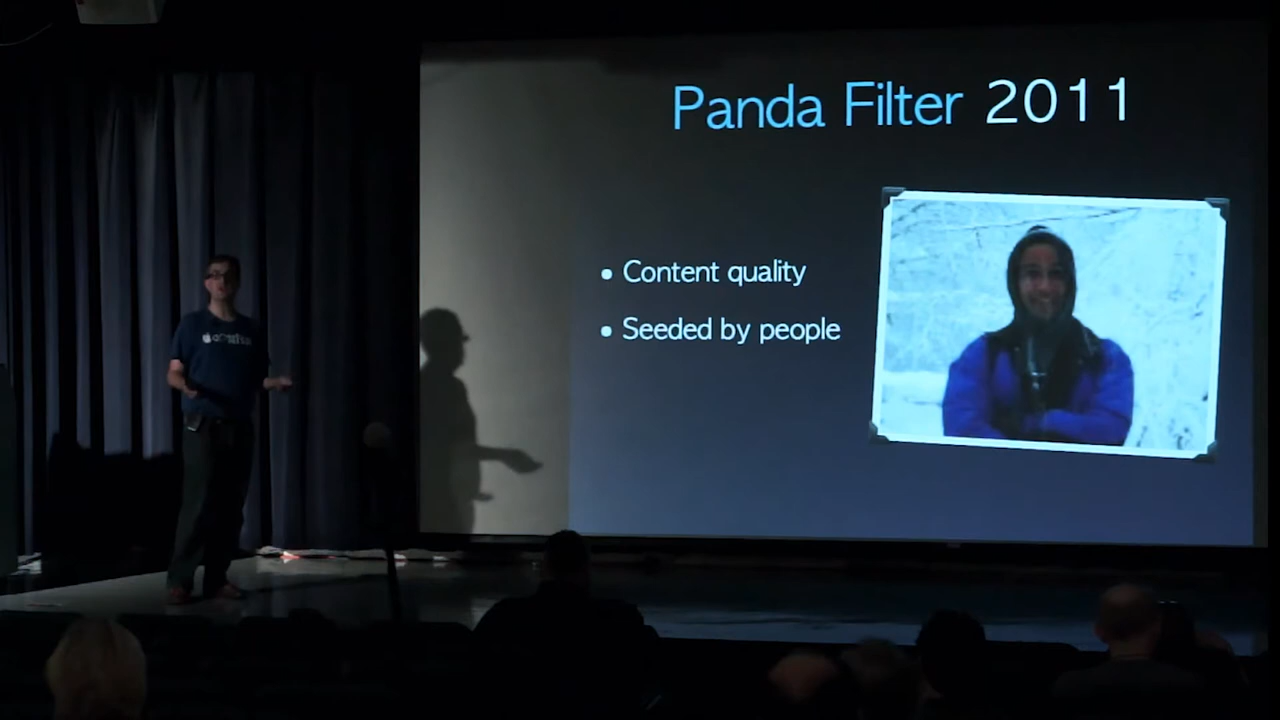 Panda Filter 2011
• Content quality
• Seeded by people